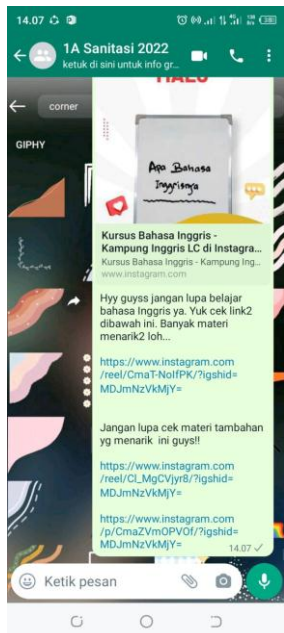 14.07
1A Sanitasi 2022
ketuk di sini untuk info gr...
corner
GIPHY
Apa Bahasa
Inggrisnya
Kursus Bahasa Inggris -
Kampung Inggris LC di Instagra...
Kursus Bahasa Inggris - Kampung Ing...
www.instagram.com
Hyy guyss jangan lupa belajar
bahasa Inggris ya. Yuk cek link2
dibawah ini. Banyak materi
menarik2 loh...
https://www.instagram.com
/reel/CmaT-NolfPK/?igshid=
MDJmNzVkMjY=
Jangan lupa cek materi tambahan
yg menarik ini guys!!
https://www.instagram.com
/reel/Cl_MgCVjyr8/?igshid=
MDJmNzVkMjY=
https://www.instagram.com
/p/CmaZVmOPVOf/?igshid=
MDJmNzVkMjY=
14.07
Ketik pesan